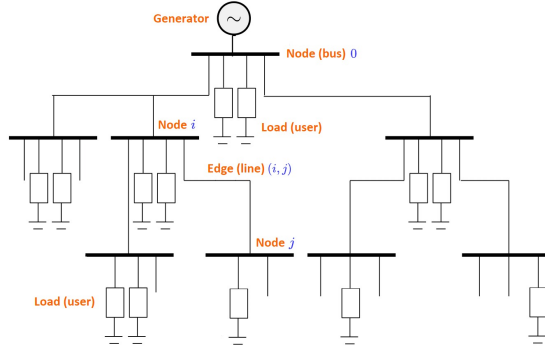 Generator
Node (bus) 0
Load (user)
Node i
Edge (line) (i, j)
Node j
Load (user)